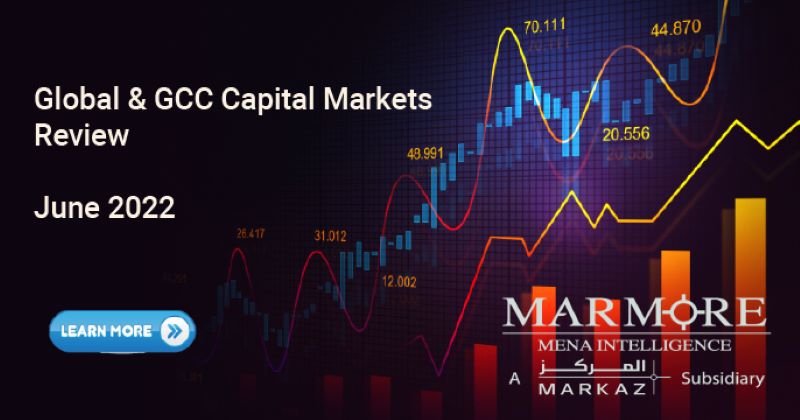 Global & GCC Capital Markets
Review
June 2022
LEARN MORE
70.111
44.870
20.556
48.991
26.417
31.012
12.002
MARMORE
MENA INTELLIGENCE
المركز
A MARKAZ Subsidiary